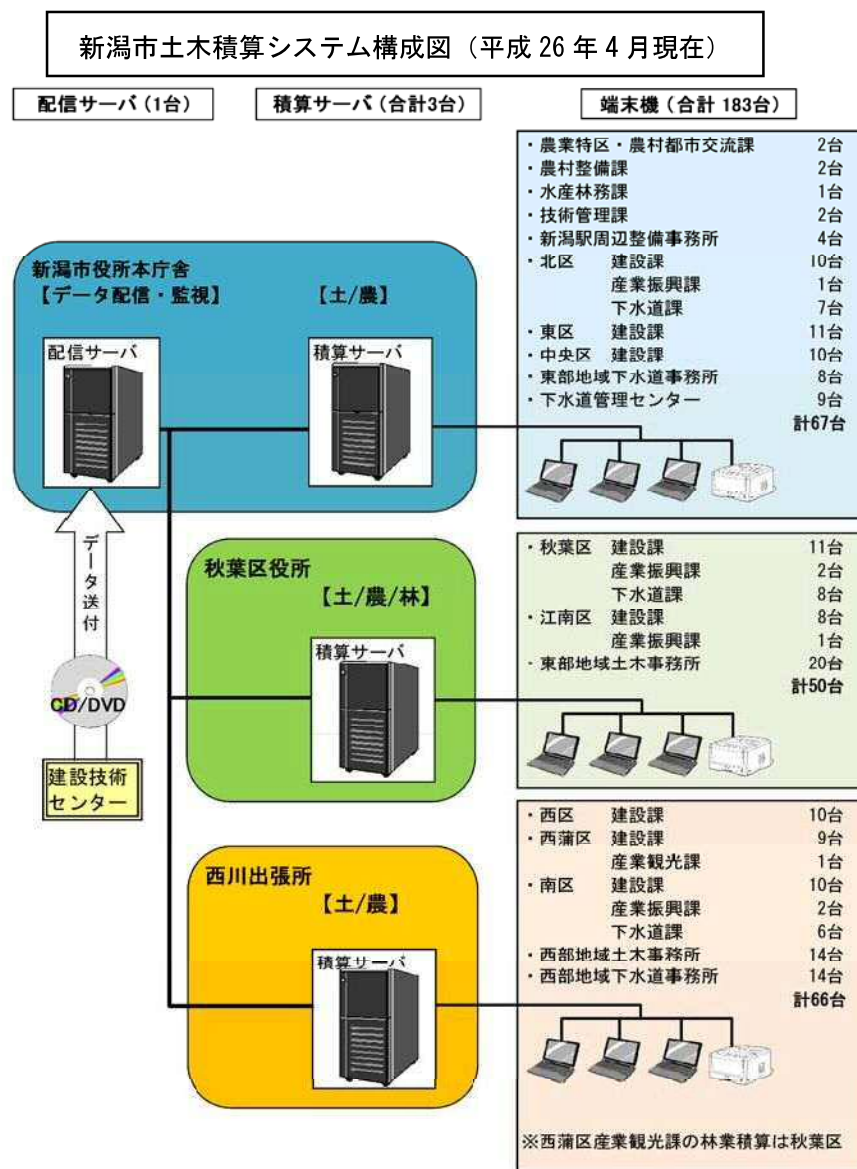 新潟市土木積算システム構成図（平成 26 年 4 月現在）
配信サーバ（1台）
積算サーバ（合計3台）
端末機（合計 183台）
新潟市役所本庁舎
【データ配信・監視】
【土/農】
配信サーバ
積算サーバ
・農業特区・農村都市交流課 2台
・農村整備課 2台
・水産林務課 1台
・技術管理課 2台
・新潟駅周辺整備事務所 4台
・北区 建設課 10台
産業振興課 1台
下水道課 7台
・東区 建設課 11台
・中央区 建設課 10台
・東部地域下水道事務所 8台
・下水道管理センター 9台
計67台
データ送付
CD/DVD
建設技術
センター
秋葉区役所
【土/農/林】
積算サーバ
・秋葉区 建設課 11台
産業振興課 2台
下水道課 8台
・江南区 建設課 8台
産業振興課 1台
・東部地域土木事務所 20台
計50台
西川出張所
【土/農】
積算サーバ
・西区 建設課 10台
・西蒲区 建設課 9台
産業観光課 1台
・南区 建設課 10台
産業振興課 2台
下水道課 6台
・西部地域土木事務所 14台
・西部地域下水道事務所 14台
計66台
※西蒲区産業観光課の林業積算は秋葉区